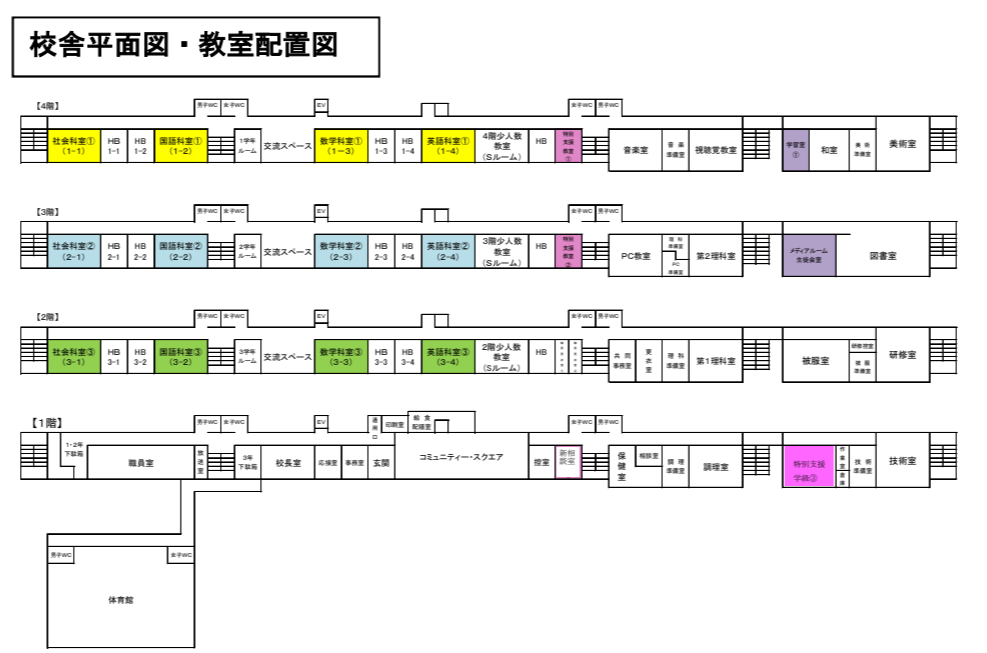 校舎平面図・教室配置図
【4階】
男子WC 女子WC
EV
女子WC 男子WC
社会科室①
(1-1)
HB
1-1
HB
1-2
国語科室①
(1-2)
1学年
ルーム
交流スペース
数学科室①
(1-3)
HB
1-3
HB
1-4
英語科室①
(1-4)
4階少人数
教室
(Sルーム)
HB
特別
支援
教室
①
音楽室
音楽
準備室
視聴覚教室
学習室
①
和室
美術
準備室
美術室
【3階】
男子WC 女子WC
EV
女子WC 男子WC
社会科室②
(2-1)
HB
2-1
HB
2-2
国語科室②
(2-2)
2学年
ルーム
交流スペース
数学科室②
(2-3)
HB
2-3
HB
2-4
英語科室②
(2-4)
3階少人数
教室
(Sルーム)
HB
特別
支援
教室
②
PC教室
理科
準備室
PC
準備室
第2理科室
メディアルーム
生徒会室
図書室
【2階】
男子WC 女子WC
EV
女子WC 男子WC
社会科室③
(3-1)
HB
3-1
HB
3-2
国語科室③
(3-2)
3学年
ルーム
交流スペース
数学科室③
(3-3)
HB
3-3
HB
3-4
英語科室③
(3-4)
2階少人数
教室
(Sルーム)
HB
共同
事務室
更
衣
室
理科
準備室
第1理科室
被服室
研修控室
被服
準備室
研修室
【1階】
男子WC 女子WC
EV
通
用
口
印刷室
給食
配膳室
女子WC 男子WC
1・2年
下駄箱
職員室
放
送
室
3年
下駄箱
校長室
応接室
事務室
玄関
コミュニティー・スクエア
控室
新相
談室
保
健
室
相談室
調理
準備室
調理室
特別支援
学級③
作
業
室
倉
庫
技術
準備室
技術室
男子WC
女子WC
体育館